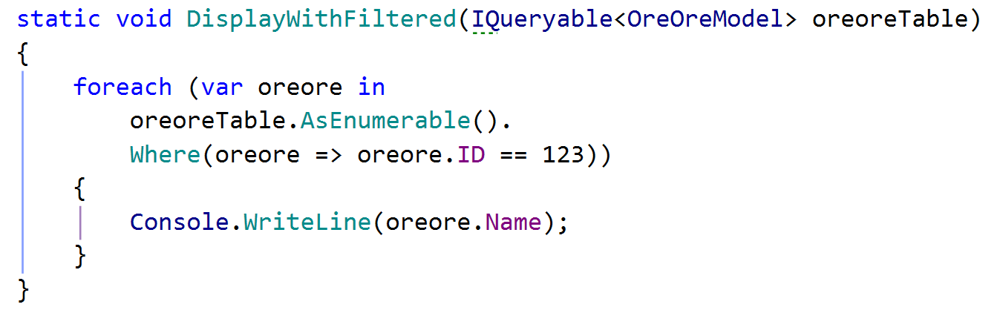 static void DisplayWithFiltered(IQueryable<OreOreModel> oreoreTable)
{
    foreach (var oreore in
        oreoreTable.AsEnumerable().
        Where(oreore => oreore.ID == 123))
    {
        Console.WriteLine(oreore.Name);
    }
}